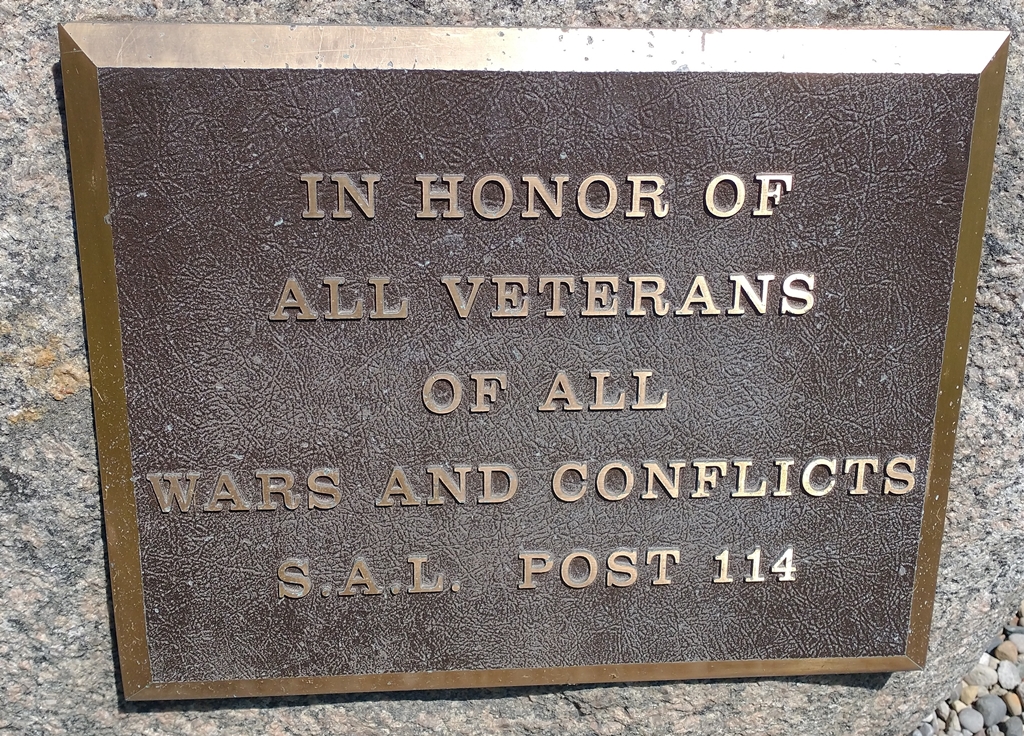 IN HONOR OF
ALL VETERANS
OF ALL
WARS AND CONFLICTS
S.A.L. POST 114